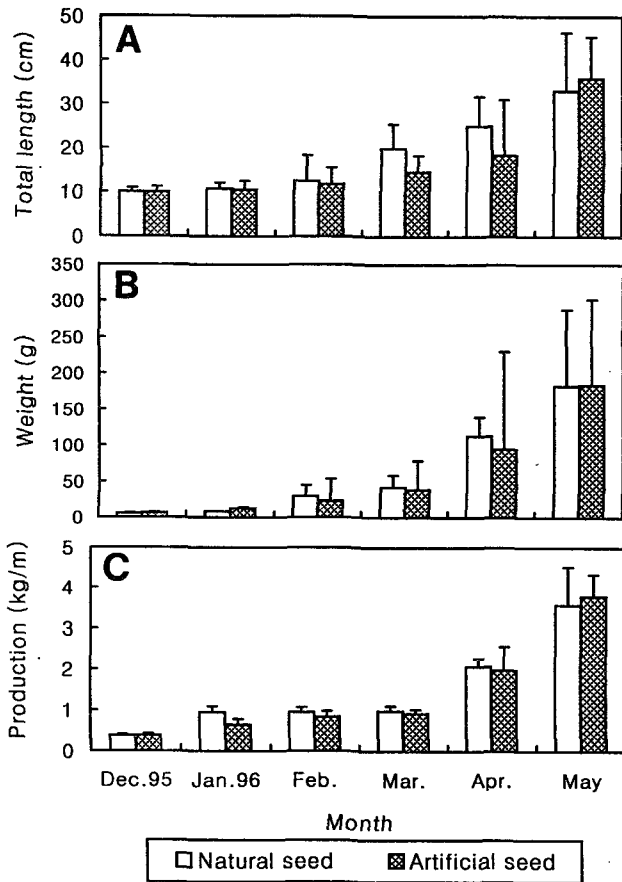 A
Total length (cm)
50
40
30
20
10
0
B
Weight (g)
350
300
250
200
150
100
50
0
C
Production (kg/m)
5
4
3
2
1
0
Dec.95 Jan.96 Feb. Mar. Apr. May
Month
Natural seed Artificial seed